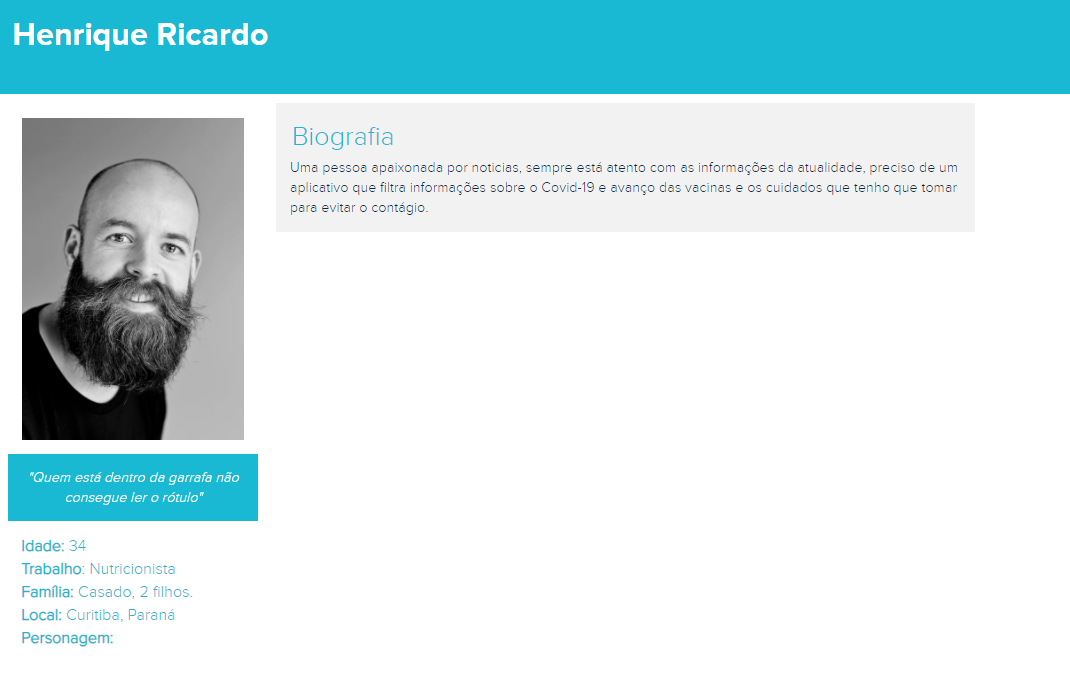 Henrique Ricardo
Biografia
Uma pessoa apaixonada por noticias, sempre está atento com as informações da atualidade, preciso de um
aplicativo que filtra informações sobre o Covid-19 e avanço das vacinas e os cuidados que tenho que tomar
para evitar o contágio.
"Quem está dentro da garrafa não
consegue ler o rótulo"
Idade: 34
Trabalho: Nutricionista
Família: Casado, 2 filhos.
Local: Curitiba, Paraná
Personagem: